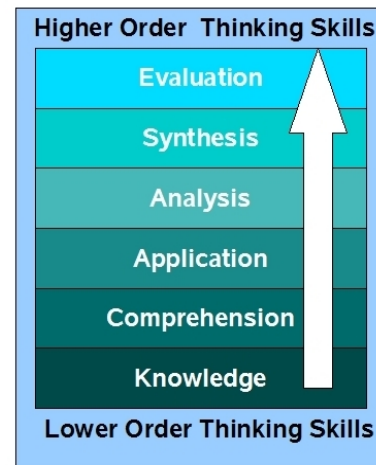 Higher Order Thinking Skills
Evaluation
Synthesis
Analysis
Application
Comprehension
Knowledge
Lower Order Thinking Skills